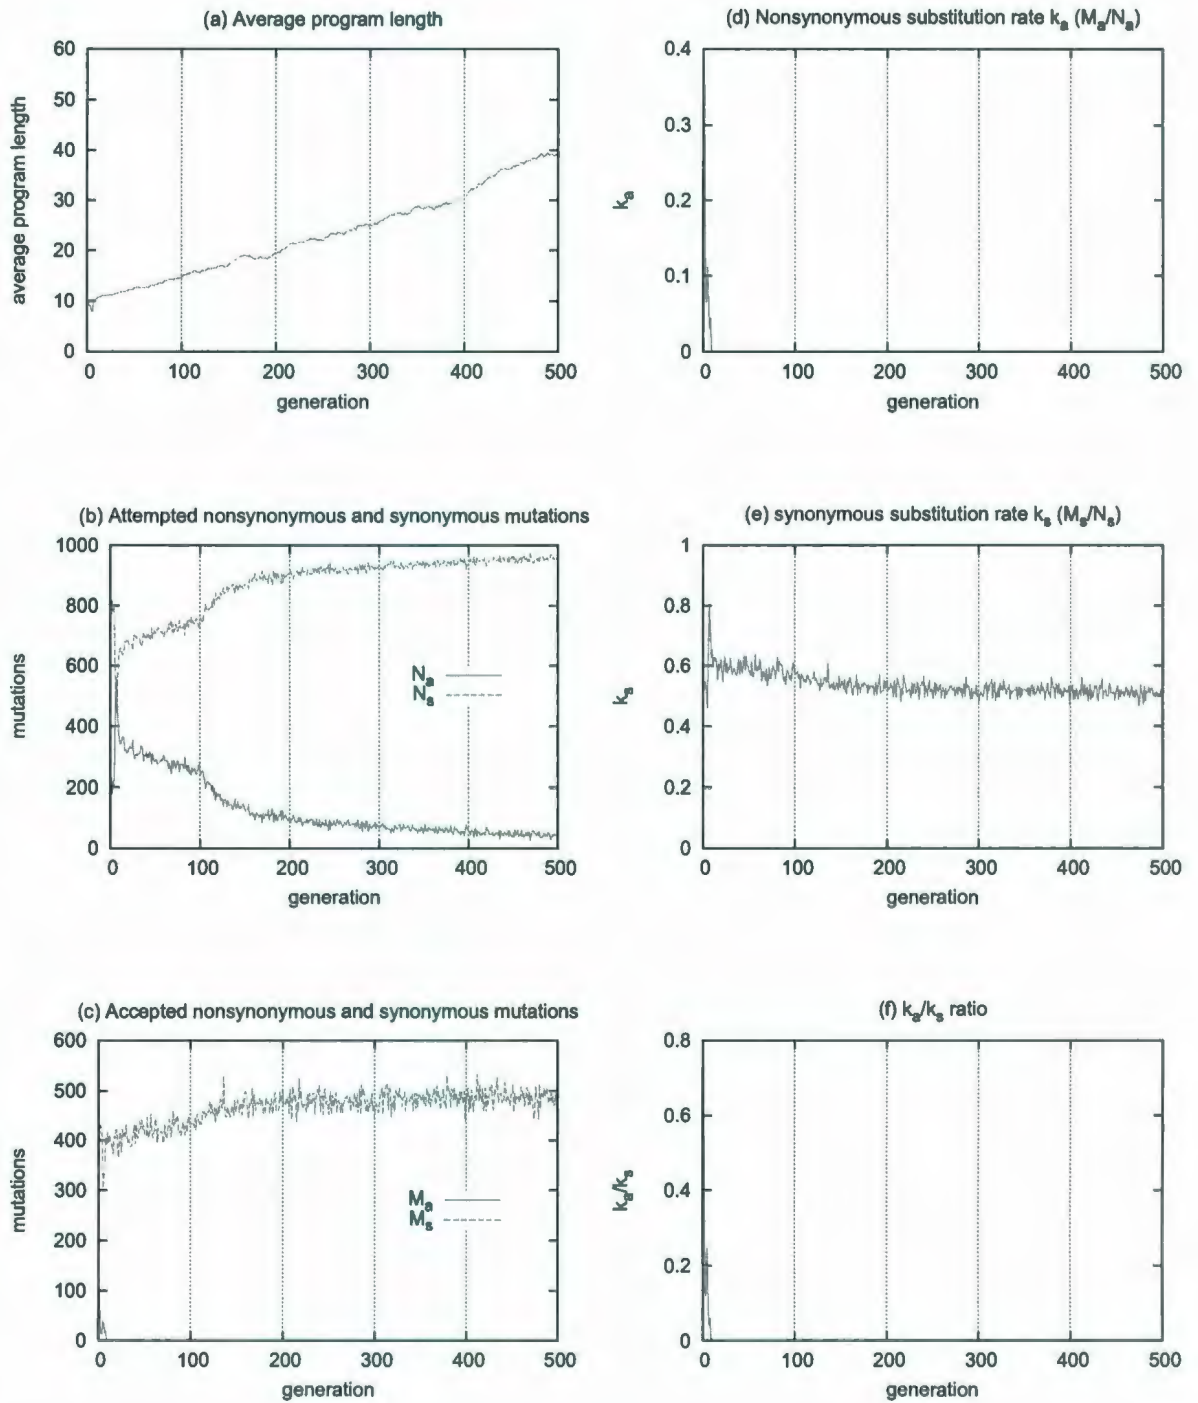 (a) Average program length
60
50
40
30
20
10
0
0 100 200 300 400 500
average program length
generation
(d) Nonsynonymous substitution rate kₐ (Mₐ/Nₐ)
0.4
0.3
0.2
0.1
0
0 100 200 300 400 500
kₐ
generation
(b) Attempted nonsynonymous and synonymous mutations
1000
800
600
400
200
0
0 100 200 300 400 500
mutations
Nₐ
Nₛ
generation
(e) synonymous substitution rate kₛ (Mₛ/Nₛ)
1
0.8
0.6
0.4
0.2
0
0 100 200 300 400 500
kₛ
generation
(c) Accepted nonsynonymous and synonymous mutations
600
500
400
300
200
100
0
0 100 200 300 400 500
mutations
Mₐ
Mₛ
generation
(f) kₐ/kₛ ratio
0.8
0.6
0.4
0.2
0
0 100 200 300 400 500
kₐ/kₛ
generation